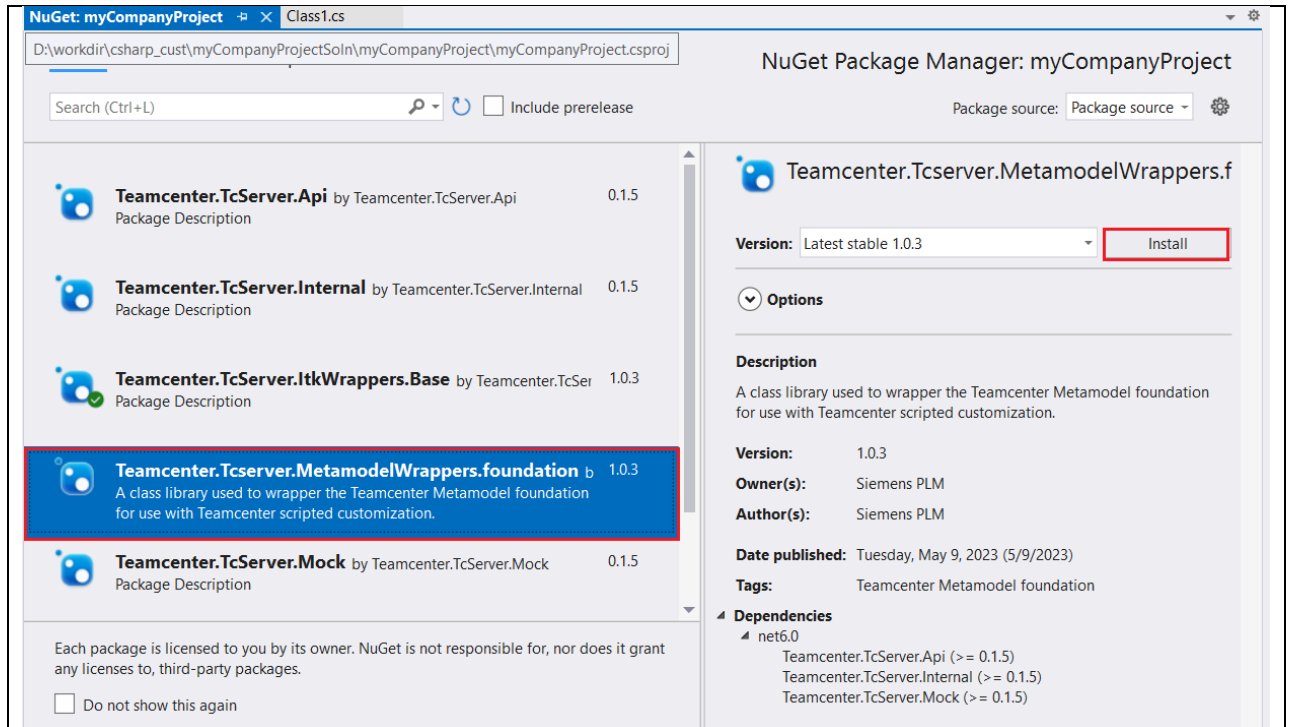 NuGet: myCompanyProject
Class1.cs
D:\workdir\csharp_cust\myCompanyProjectSoln\myCompanyProject\myCompanyProject.csproj
NuGet Package Manager: myCompanyProject
Search (Ctrl+L)
Include prerelease
Package source: Package source
Teamcenter.TcServer.Api by Teamcenter.TcServer.Api 0.1.5
Package Description
Teamcenter.TcServer.Internal by Teamcenter.TcServer.Internal 0.1.5
Package Description
Teamcenter.TcServer.ItkWrappers.Base by Teamcenter.TcSer 1.0.3
Package Description
Teamcenter.Tcserver.MetamodelWrappers.foundation b 1.0.3
A class library used to wrapper the Teamcenter Metamodel foundation
for use with Teamcenter scripted customization.
Teamcenter.TcServer.Mock by Teamcenter.TcServer.Mock 0.1.5
Package Description
Each package is licensed to you by its owner. NuGet is not responsible for, nor does it grant
any licenses to, third-party packages.
Do not show this again
Teamcenter.Tcserver.MetamodelWrappers.f
Version: Latest stable 1.0.3 Install
Options
Description
A class library used to wrapper the Teamcenter Metamodel foundation
for use with Teamcenter scripted customization.
Version: 1.0.3
Owner(s): Siemens PLM
Author(s): Siemens PLM
Date published: Tuesday, May 9, 2023 (5/9/2023)
Tags: Teamcenter Metamodel foundation
Dependencies
net6.0
Teamcenter.TcServer.Api (>= 0.1.5)
Teamcenter.TcServer.Internal (>= 0.1.5)
Teamcenter.TcServer.Mock (>= 0.1.5)